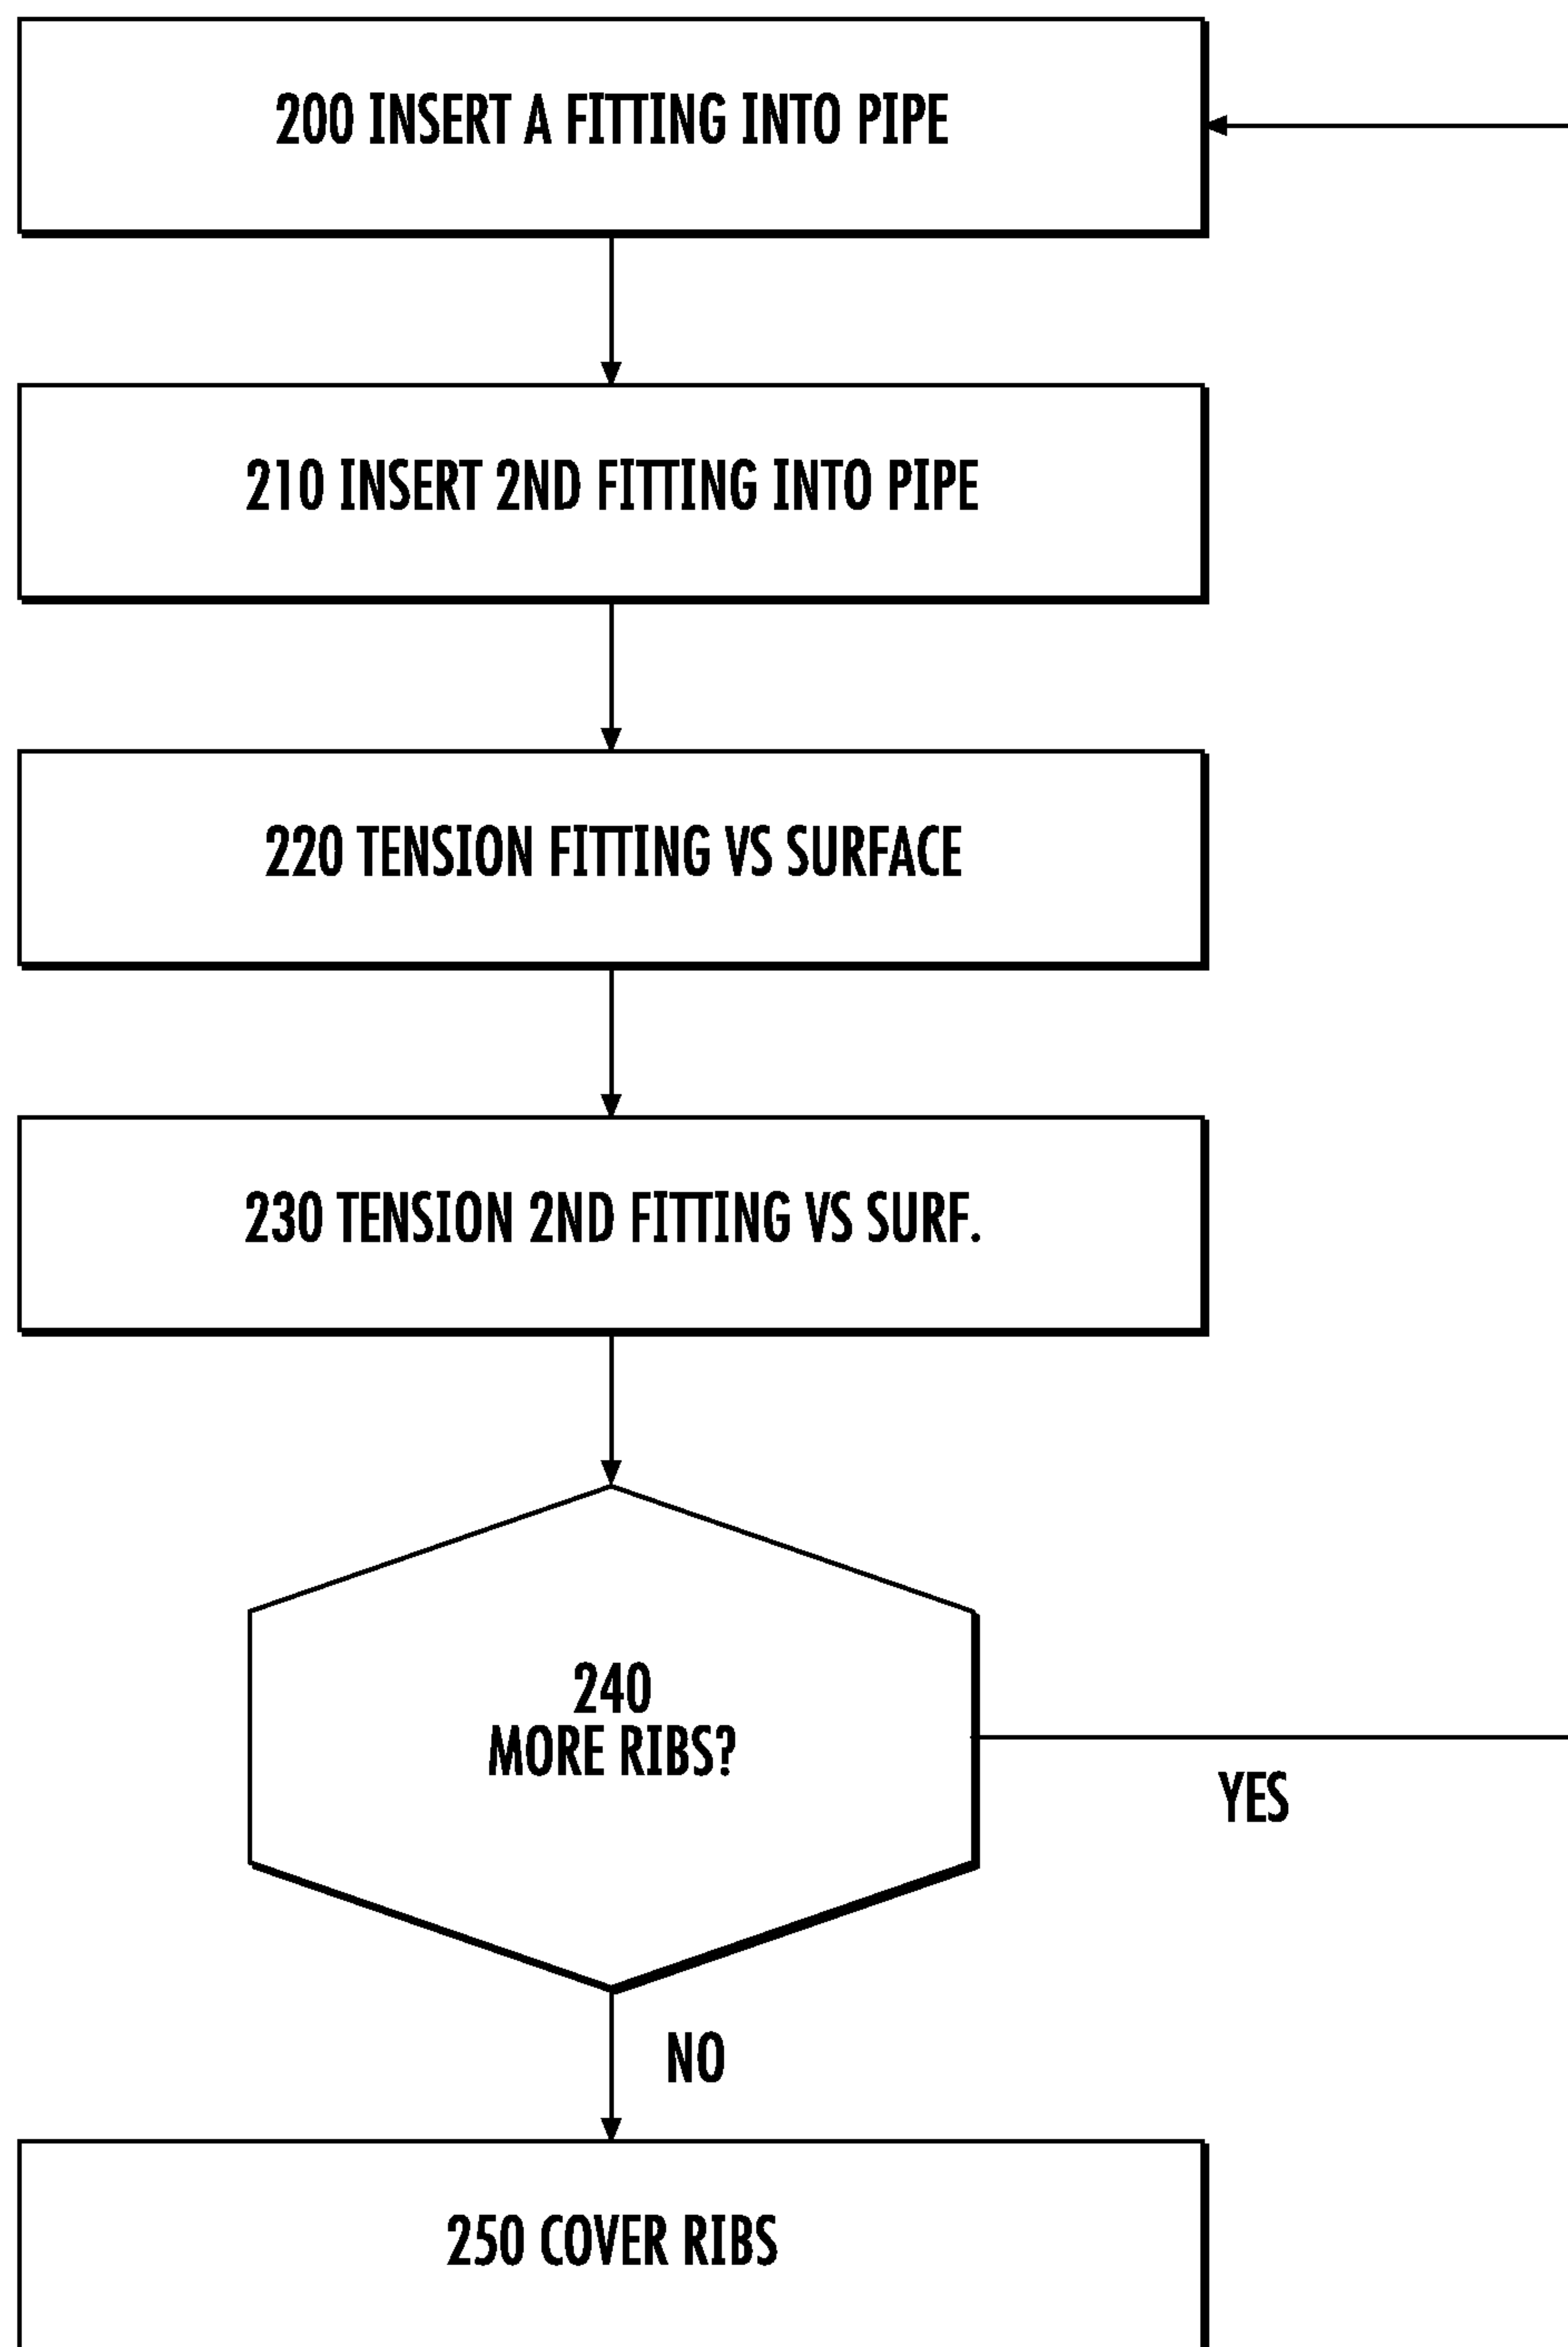 200 INSERT A FITTING INTO PIPE
210 INSERT 2ND FITTING INTO PIPE
220 TENSION FITTING VS SURFACE
230 TENSION 2ND FITTING VS SURF.
240
MORE RIBS?
YES
NO
250 COVER RIBS